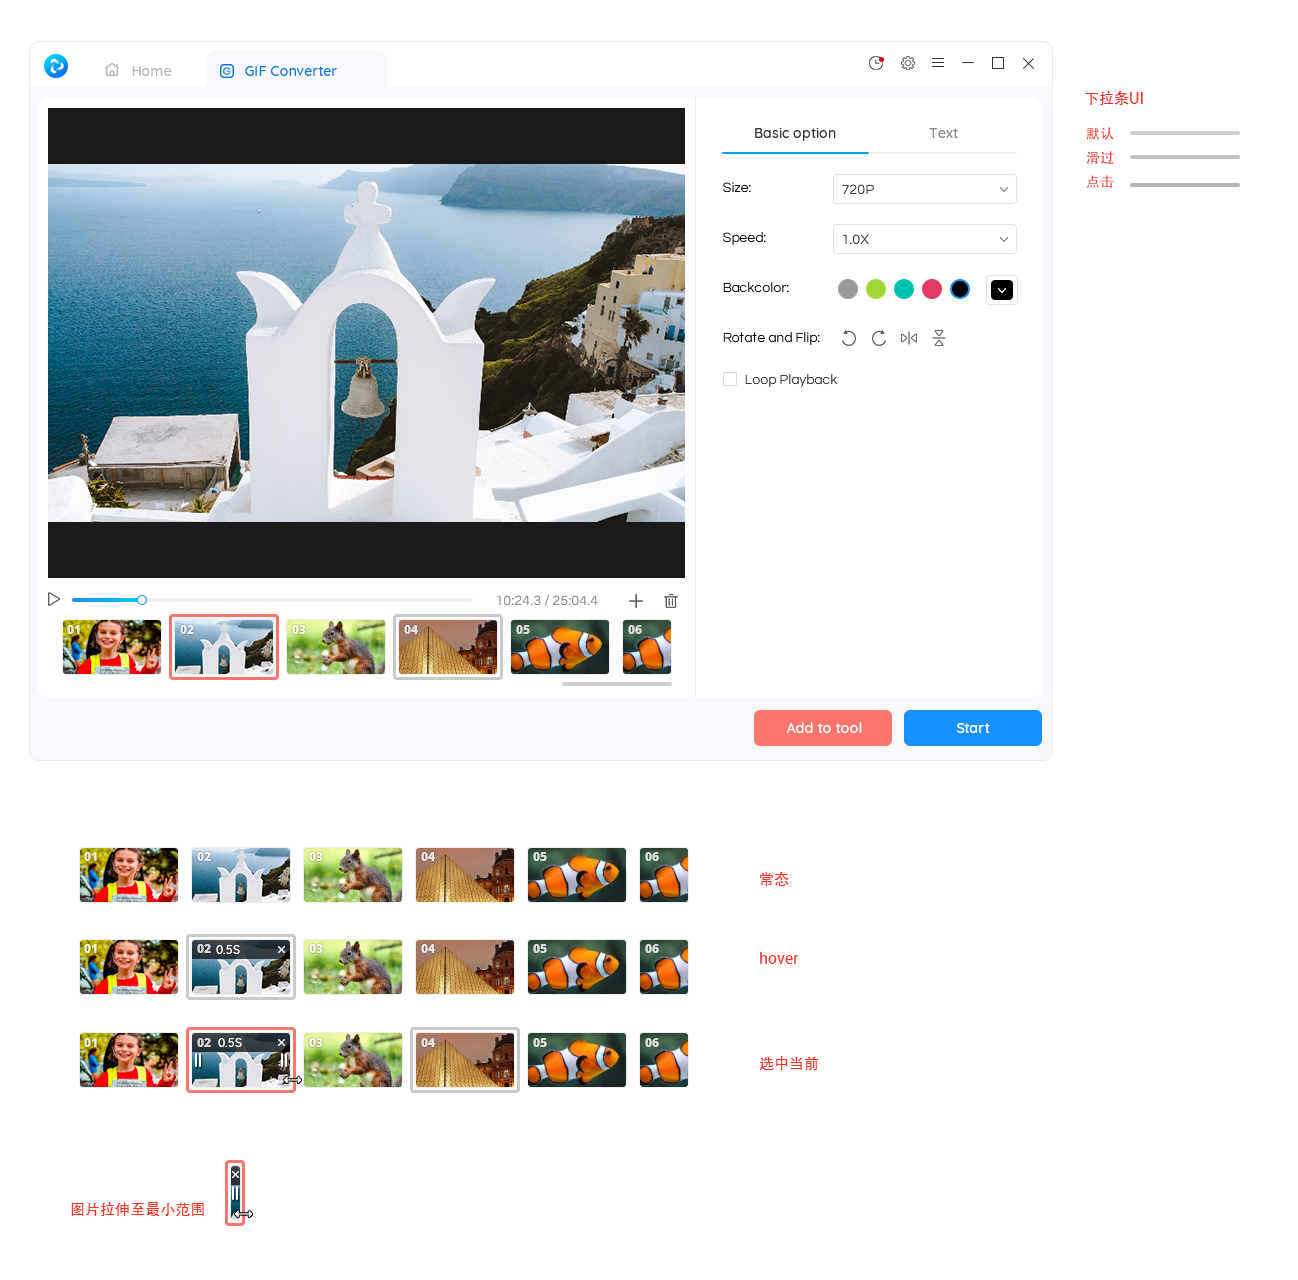 Home
GIF Converter
下拉条UI
默认
滑过
点击
Basic option
Text
Size:
720P
Speed:
1.0X
Backcolor:
Rotate and Flip:
Loop Playback
10:24.3 / 25:04.4
01
02
03
04
05
06
Add to tool
Start
01
02
03
04
05
06
常态
01
02 0.5S
03
04
05
06
hover
01
02 0.5S
03
04
05
06
选中当前
图片拉伸至最小范围